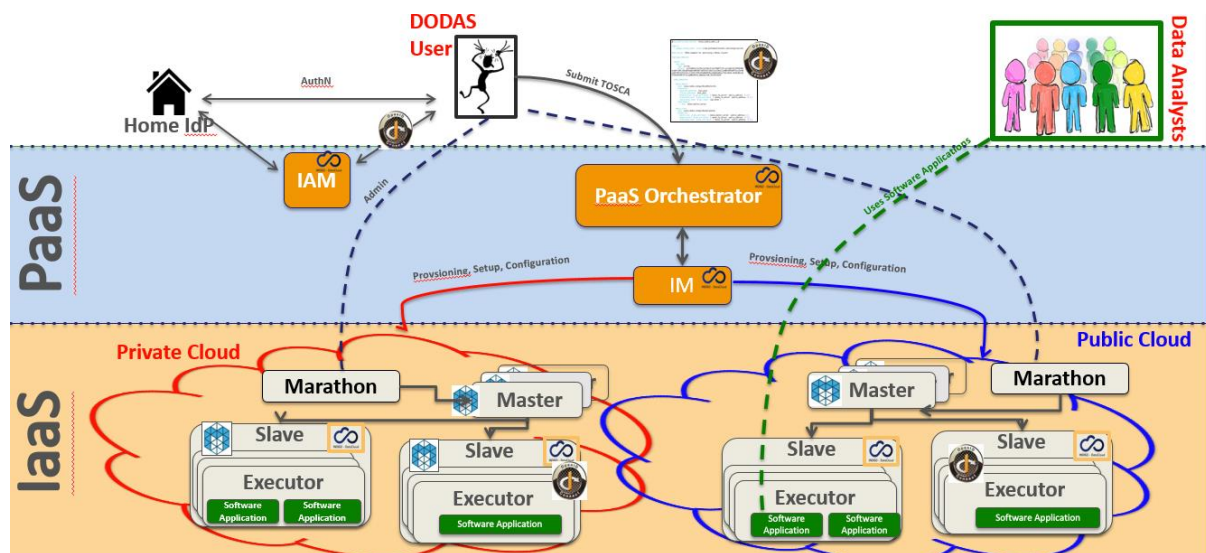 DODAS
User
Data Analysts
AuthN
Submit TOSCA
Home IdP
IAM
PaaS
Admin
PaaS Orchestrator
Uses Software Applications
Provsioning, Setup, Configuration
Provsioning, Setup, Configuration
IM
Private Cloud
Public Cloud
IaaS
Marathon
Master
Master
Marathon
Slave
Slave
Slave
Slave
Executor
Executor
Executor
Executor
Software
Application
Software
Application
Software Application
Software
Application
Software
Application
Software Application